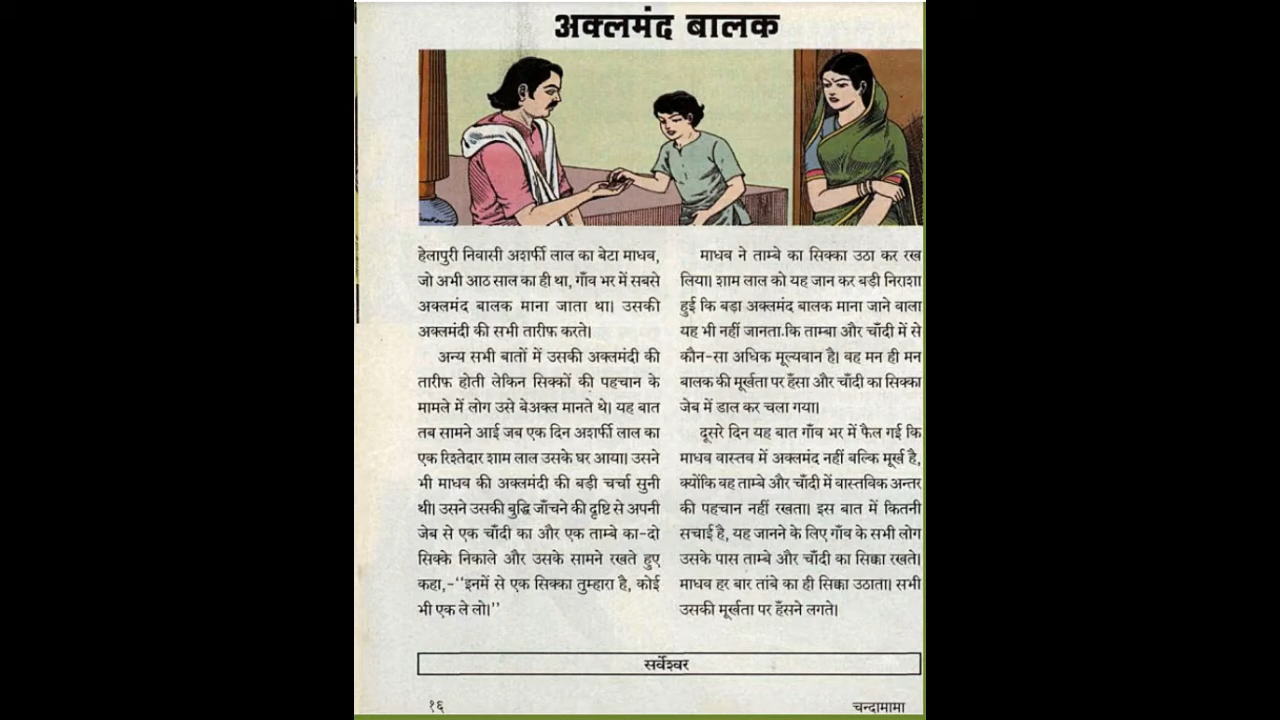 अक्लमंद बालक
हेलापुरी निवासी अशर्फी लाल का बेटा माधव,
जो अभी आठ साल का ही था, गाँव भर में सबसे
अक्लमंद बालक माना जाता था। उसकी
अक्लमंदी की सभी तारीफ़ करते।
अन्य सभी बातों में उसकी अक्लमंदी की
तारीफ़ होती लेकिन सिक्कों की पहचान के
मामले में लोग उसे बेअक्ल मानते थे। यह बात
तब सामने आई जब एक दिन अशर्फी लाल का
एक रिश्तेदार शाम लाल उसके घर आया। उसने
भी माधव की अक्लमंदी की बड़ी चर्चा सुनी
थी। उसने उसकी बुद्धि जाँचने की दृष्टि से अपनी
जेब से एक चाँदी का और एक ताम्बे का-दो
सिक्के निकाले और उसके सामने रखते हुए
कहा,-‘‘इनमें से एक सिक्का तुम्हारा है, कोई
भी एक ले लो।’’
माधव ने ताम्बे का सिक्का उठा कर रख
लिया। शाम लाल को यह जान कर बड़ी निराशा
हुई कि बड़ा अक्लमंद बालक माना जाने वाला
यह भी नहीं जानता.कि ताम्बा और चाँदी में से
कौन-सा अधिक मूल्यवान है। वह मन ही मन
बालक की मूर्खता पर हँसा और चाँदी का सिक्का
जेब में डाल कर चला गया।
दूसरे दिन यह बात गाँव भर में फैल गई कि
माधव वास्तव में अक्लमंद नहीं बल्कि मूर्ख है,
क्योंकि वह ताम्बे और चाँदी में वास्तविक अन्तर
की पहचान नहीं रखता। इस बात में कितनी
सचाई है, यह जानने के लिए गाँव के सभी लोग
उसके पास ताम्बे और चाँदी का सिक्का रखते।
माधव हर बार तांबे का ही सिक्का उठाता। सभी
उसकी मूर्खता पर हँसने लगते।
सर्वेश्वर
१६
चन्दामामा